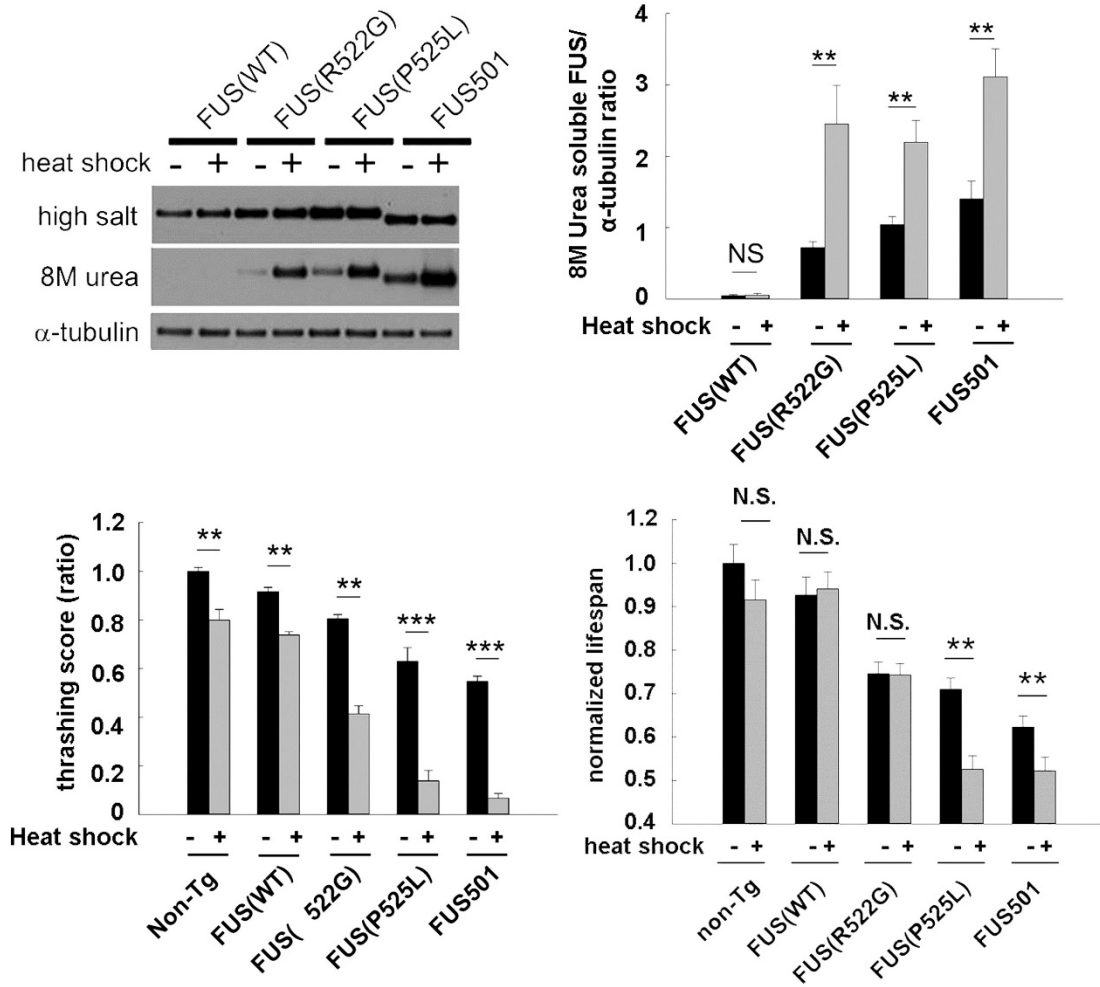 FUS(WT)
FUS(R522G)
FUS(P525L)
FUS501
heat shock - + - + - + - +
high salt
8M urea
α-tubulin
8M Urea soluble FUS/
α-tubulin ratio
4
3
2
1
0
NS
**
**
**
Heat shock - + - + - + - +
FUS(WT)
FUS(R522G)
FUS(P525L)
FUS501
thrashing score (ratio)
1.2
1.0
0.8
0.6
0.4
0.2
0
**
**
**
***
***
Heat shock - + - + - + - + - +
Non-Tg
FUS(WT)
FUS( 522G)
FUS(P525L)
FUS501
normalized lifespan
1.2
1.0
0.9
0.8
0.7
0.6
0.5
0.4
N.S.
N.S.
N.S.
**
**
heat shock - + - + - + - + - +
non-Tg
FUS(WT)
FUS(R522G)
FUS(P525L)
FUS501